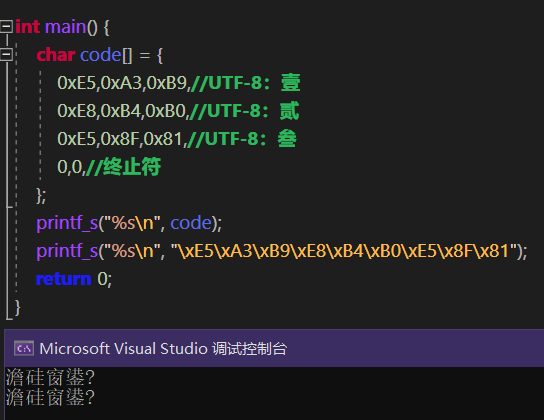 int main() {
char code[] = {
0xE5,0xA3,0xB9,//UTF-8：壹
0xE8,0xB4,0xB0,//UTF-8：贰
0xE5,0x8F,0x81,//UTF-8：叁
0,0,//终止符
};
printf_s("%s\n", code);
printf_s("%s\n", "\xE5\xA3\xB9\xE8\xB4\xB0\xE5\x8F\x81");
return 0;
}
Microsoft Visual Studio 调试控制台
澹硅窗鍙?
澹硅窗鍙?